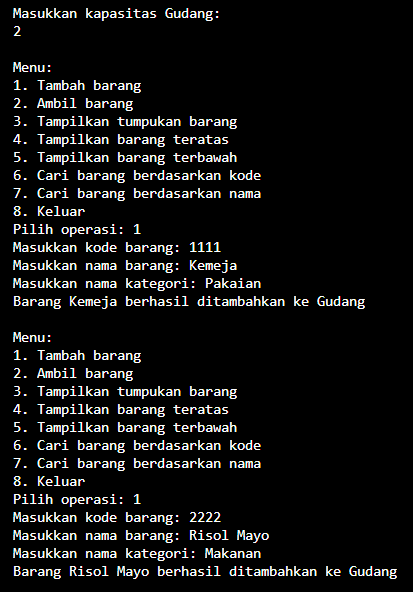 Masukkan kapasitas Gudang:
2
Menu:
1. Tambah barang
2. Ambil barang
3. Tampilkan tumpukan barang
4. Tampilkan barang teratas
5. Tampilkan barang terbawah
6. Cari barang berdasarkan kode
7. Cari barang berdasarkan nama
8. Keluar
Pilih operasi: 1
Masukkan kode barang: 1111
Masukkan nama barang: Kemeja
Masukkan nama kategori: Pakaian
Barang Kemeja berhasil ditambahkan ke Gudang
Menu:
1. Tambah barang
2. Ambil barang
3. Tampilkan tumpukan barang
4. Tampilkan barang teratas
5. Tampilkan barang terbawah
6. Cari barang berdasarkan kode
7. Cari barang berdasarkan nama
8. Keluar
Pilih operasi: 1
Masukkan kode barang: 2222
Masukkan nama barang: Risol Mayo
Masukkan nama kategori: Makanan
Barang Risol Mayo berhasil ditambahkan ke Gudang